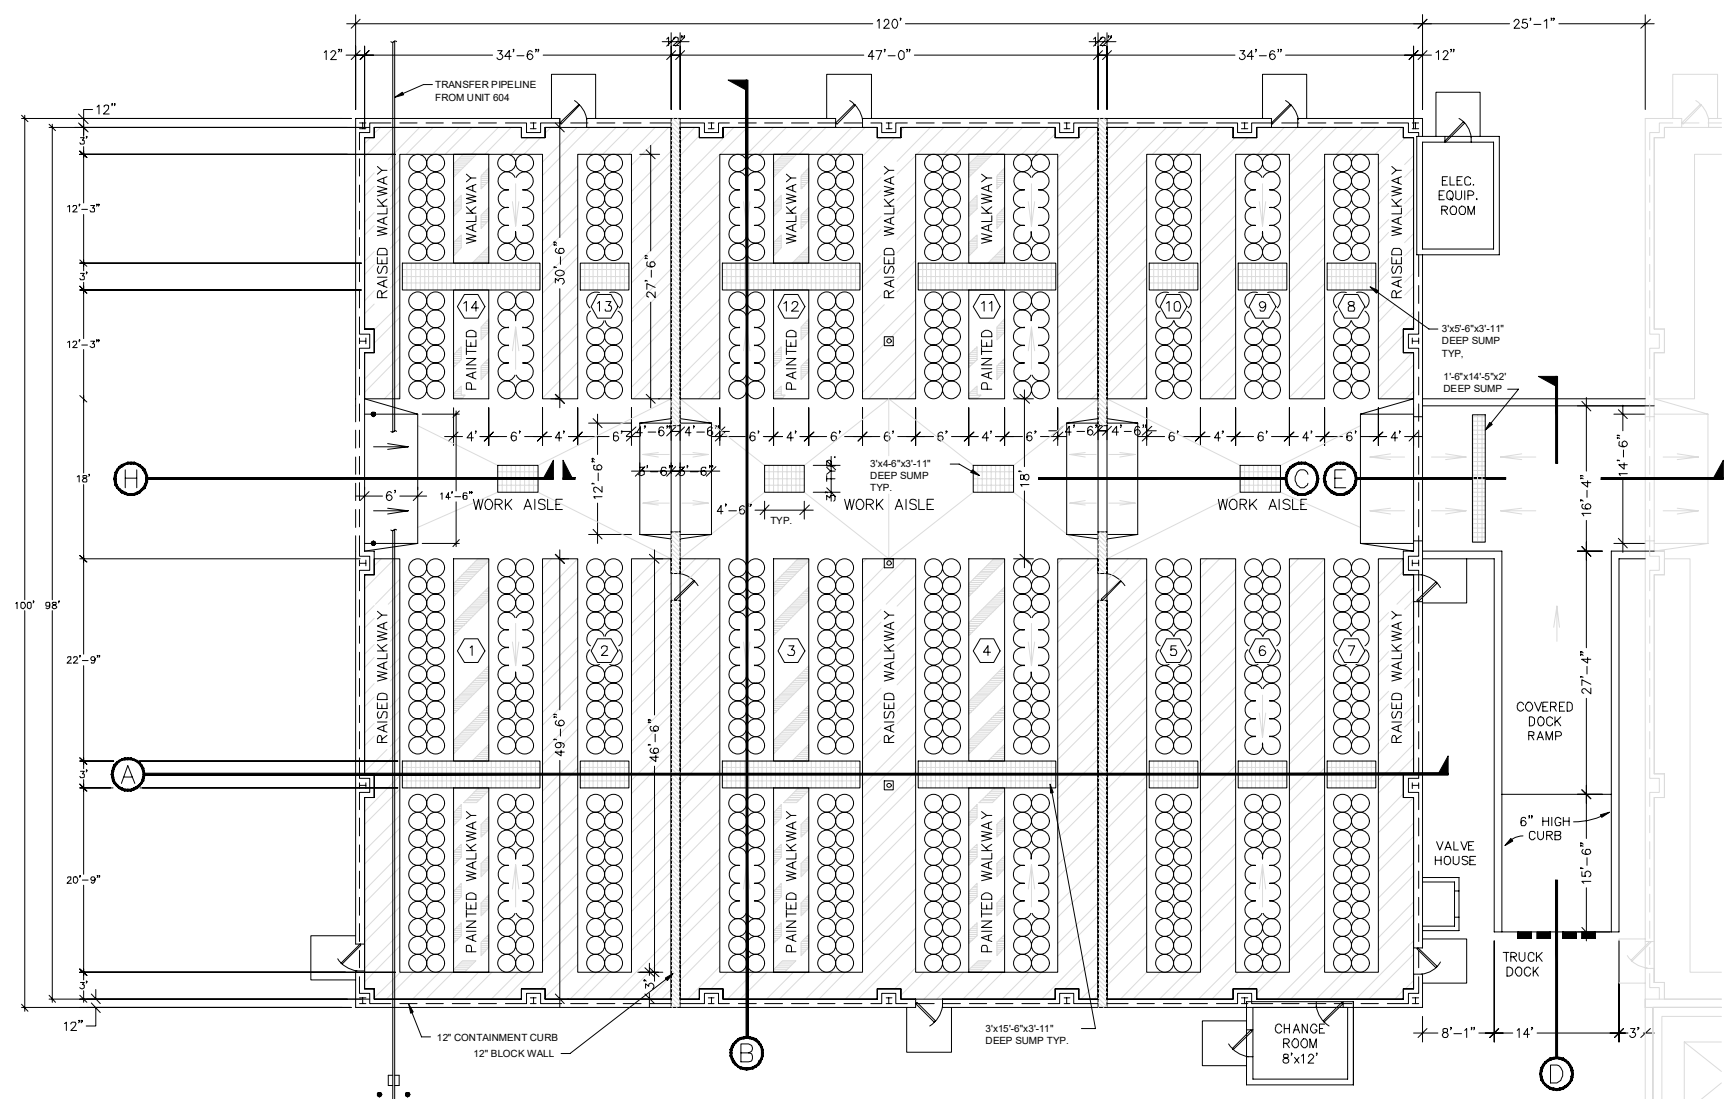 120'
25'-1"
12"
34'-6"
12"
47'-0"
12"
34'-6"
12"
TRANSFER PIPELINE
FROM UNIT 604
12"
3'
12'-3"
3'
12'-3"
18'
22'-9"
3'
20'-9"
3'
12"
100'
98'
RAISED WALKWAY
WALKWAY
PAINTED
30'-6"
27'-6"
WALKWAY
PAINTED
RAISED WALKWAY
WALKWAY
PAINTED
RAISED WALKWAY
ELEC.
EQUIP.
ROOM
14
13
12
11
10
9
8
3'x5'-6"x3'-11"
DEEP SUMP
TYP.
1'-6"x14'-5"x2'
DEEP SUMP
4'
6'
4'
4'-6"
4'-6"
6'
4'
6'
6'
6'
4'
6'
4'-6"
4'-6"
6'
4'
6'
4'
6'
4'
H
6'
14'-6"
12'-6"
3'-6"
3'-6"
WORK AISLE
4'-6"
TYP.
3' TYP.
3'x4-6"x3'-11"
DEEP SUMP
TYP.
WORK AISLE
18'
C
E
WORK AISLE
16'-4"
14'-6"
RAISED WALKWAY
1
2
3
4
5
6
7
RAISED WALKWAY
RAISED WALKWAY
49'-6"
46'-6"
27'-4"
COVERED
DOCK
RAMP
A
PAINTED WALKWAY
PAINTED WALKWAY
PAINTED WALKWAY
6" HIGH
CURB
VALVE
HOUSE
15'-6"
TRUCK
DOCK
3'
12" CONTAINMENT CURB
12" BLOCK WALL
B
3'x15'-6"x3'-11"
DEEP SUMP TYP.
CHANGE
ROOM
8'x12'
8'-1"
14'
3'
D